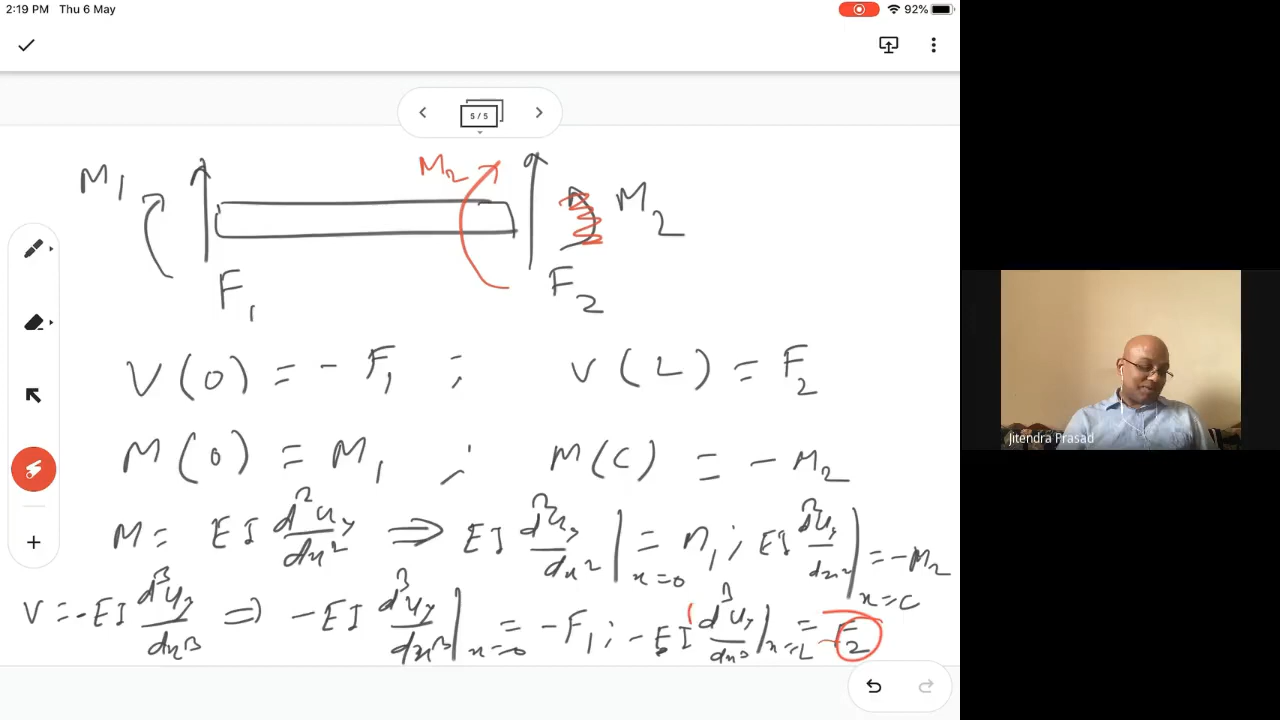 2:19 PM Thu 6 May 92%
5 / 5
M1 M2 M2
F1 F2
V(0) = - F1 ; V(L) = F2
M(0) = M1 ; M(L) = - M2
M = EI d²uy/dx² ⇒ EI d²uy/dx² |x=0 = M1 ; EI d²uy/dx² |x=L = -M2
V = -EI d³uy/dx³ ⇒ -EI d³uy/dx³ |x=0 = -F1 ; -EI d³uy/dx³ |x=L = F2
Jitendra Prasad